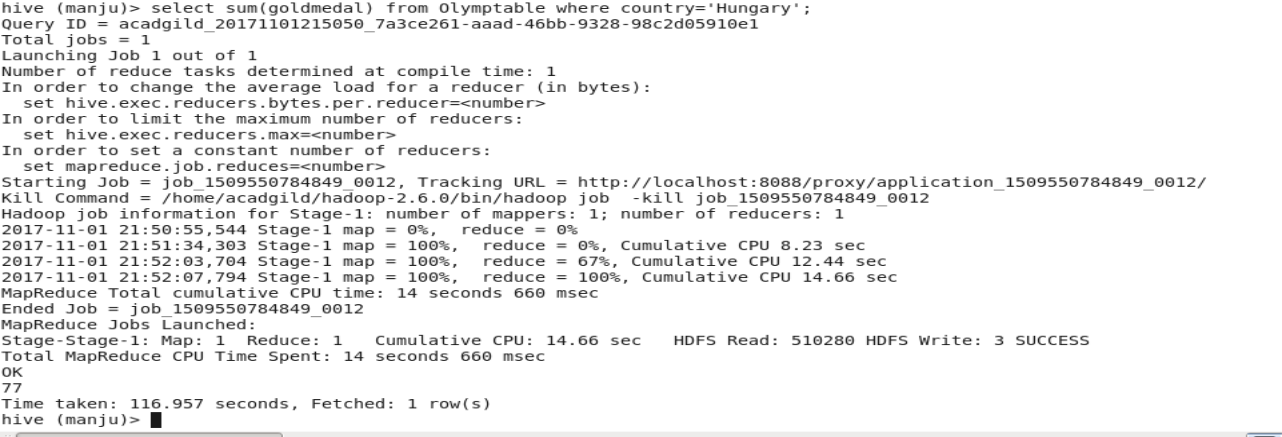 hive (manju)> select sum(goldmedal) from Olymptable where country='Hungary';
Query ID = acadgild_20171101215050_7a3ce261-aaad-46bb-9328-98c2d05910e1
Total jobs = 1
Launching Job 1 out of 1
Number of reduce tasks determined at compile time: 1
In order to change the average load for a reducer (in bytes):
  set hive.exec.reducers.bytes.per.reducer=<number>
In order to limit the maximum number of reducers:
  set hive.exec.reducers.max=<number>
In order to set a constant number of reducers:
  set mapreduce.job.reduces=<number>
Starting Job = job_1509550784849_0012, Tracking URL = http://localhost:8088/proxy/application_1509550784849_0012/
Kill Command = /home/acadgild/hadoop-2.6.0/bin/hadoop job  -kill job_1509550784849_0012
Hadoop job information for Stage-1: number of mappers: 1; number of reducers: 1
2017-11-01 21:50:55,544 Stage-1 map = 0%,  reduce = 0%
2017-11-01 21:51:34,303 Stage-1 map = 100%,  reduce = 0%, Cumulative CPU 8.23 sec
2017-11-01 21:52:03,704 Stage-1 map = 100%,  reduce = 67%, Cumulative CPU 12.44 sec
2017-11-01 21:52:07,794 Stage-1 map = 100%,  reduce = 100%, Cumulative CPU 14.66 sec
MapReduce Total cumulative CPU time: 14 seconds 660 msec
Ended Job = job_1509550784849_0012
MapReduce Jobs Launched:
Stage-Stage-1: Map: 1  Reduce: 1   Cumulative CPU: 14.66 sec   HDFS Read: 510280 HDFS Write: 3 SUCCESS
Total MapReduce CPU Time Spent: 14 seconds 660 msec
OK
77
Time taken: 116.957 seconds, Fetched: 1 row(s)
hive (manju)>